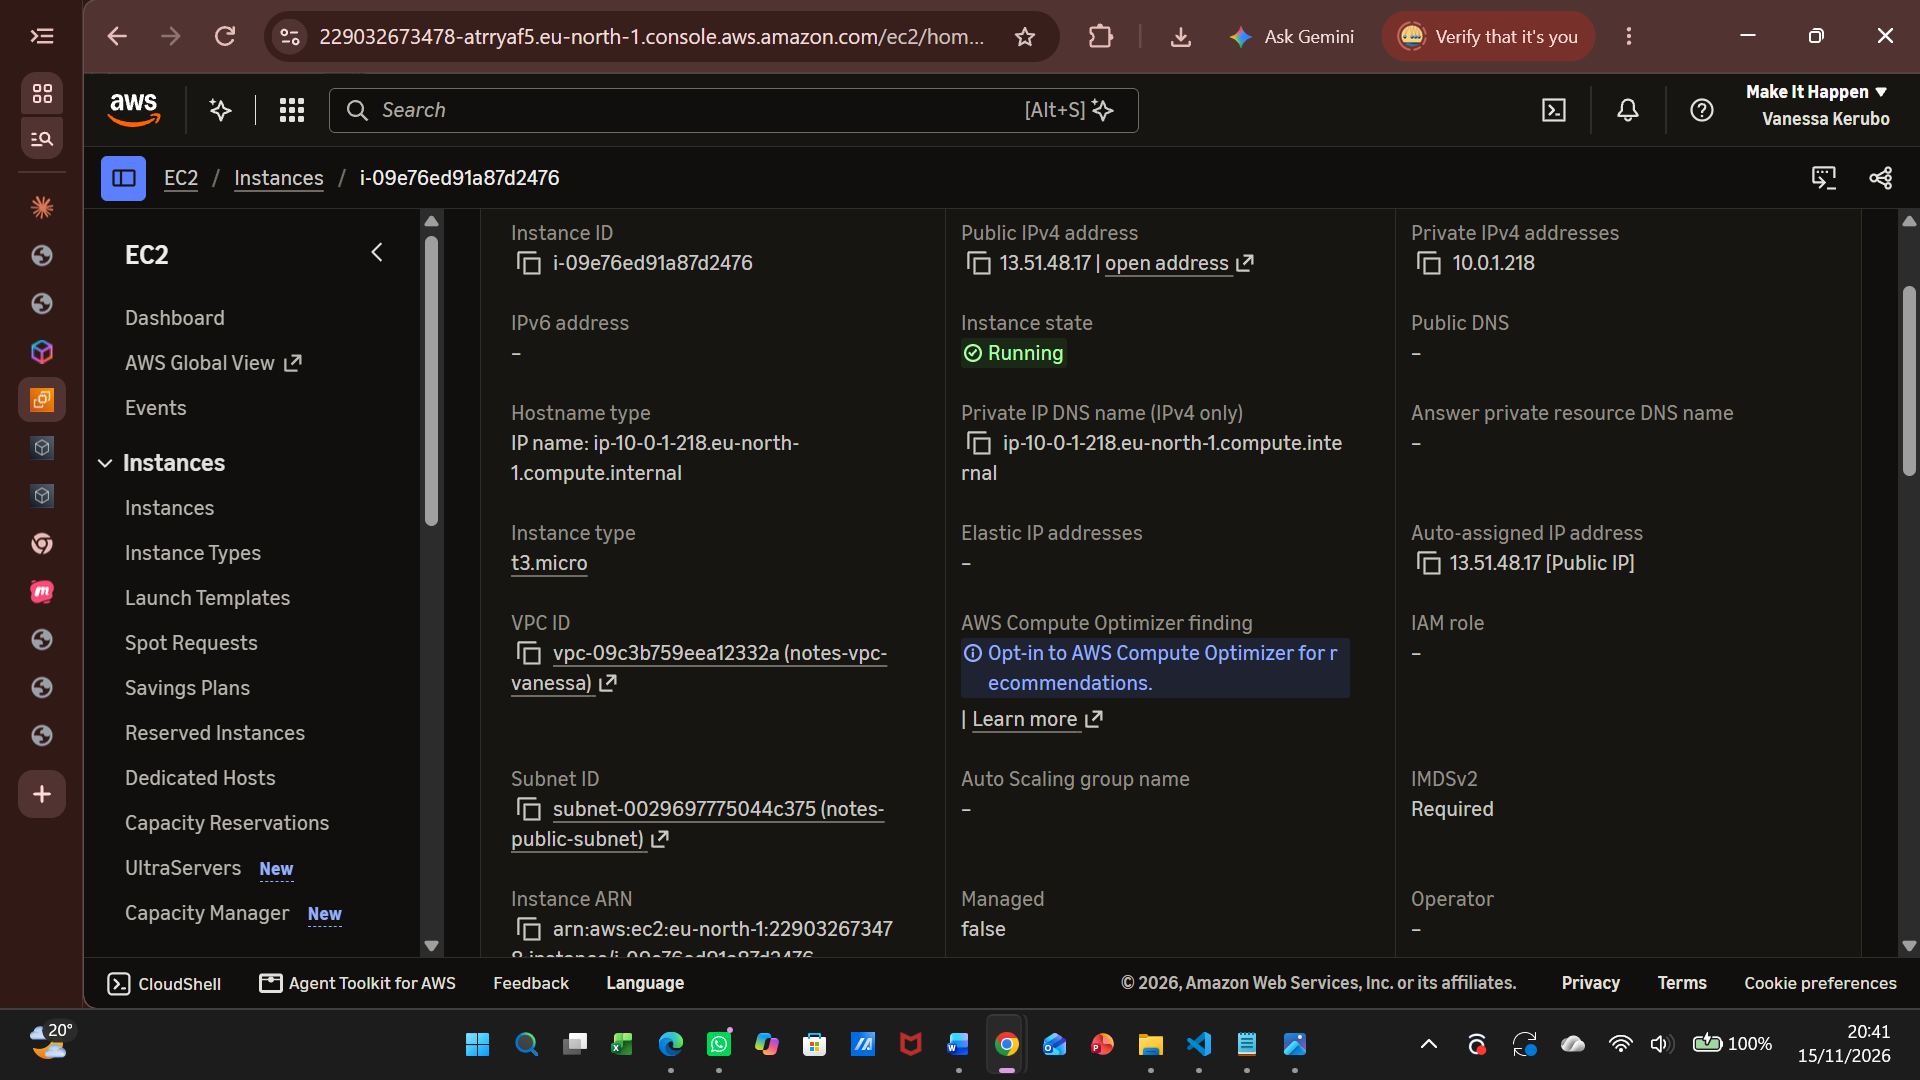 229032673478-atrryaf5.eu-north-1.console.aws.amazon.com/ec2/hom...
Ask Gemini
Verify that it's you
aws
Search
[Alt+S]
Make It Happen
Vanessa Kerubo
EC2 / Instances / i-09e76ed91a87d2476
EC2
Dashboard
AWS Global View
Events
Instances
Instances
Instance Types
Launch Templates
Spot Requests
Savings Plans
Reserved Instances
Dedicated Hosts
Capacity Reservations
UltraServers New
Capacity Manager New
Instance ID
i-09e76ed91a87d2476
Public IPv4 address
13.51.48.17 | open address
Private IPv4 addresses
10.0.1.218
IPv6 address
–
Instance state
Running
Public DNS
–
Hostname type
IP name: ip-10-0-1-218.eu-north-
1.compute.internal
Private IP DNS name (IPv4 only)
ip-10-0-1-218.eu-north-1.compute.inte
rnal
Answer private resource DNS name
–
Instance type
t3.micro
Elastic IP addresses
–
Auto-assigned IP address
13.51.48.17 [Public IP]
VPC ID
vpc-09c3b759eea12332a (notes-vpc-
vanessa)
AWS Compute Optimizer finding
Opt-in to AWS Compute Optimizer for r
ecommendations.
| Learn more
IAM role
–
Subnet ID
subnet-0029697775044c375 (notes-
public-subnet)
Auto Scaling group name
–
IMDSv2
Required
Instance ARN
arn:aws:ec2:eu-north-1:22903267347
8:instance/i-09e76ed91a87d2476
Managed
false
Operator
–
CloudShell
Agent Toolkit for AWS
Feedback
Language
© 2026, Amazon Web Services, Inc. or its affiliates.
Privacy
Terms
Cookie preferences
20°
100%
20:41
15/11/2026